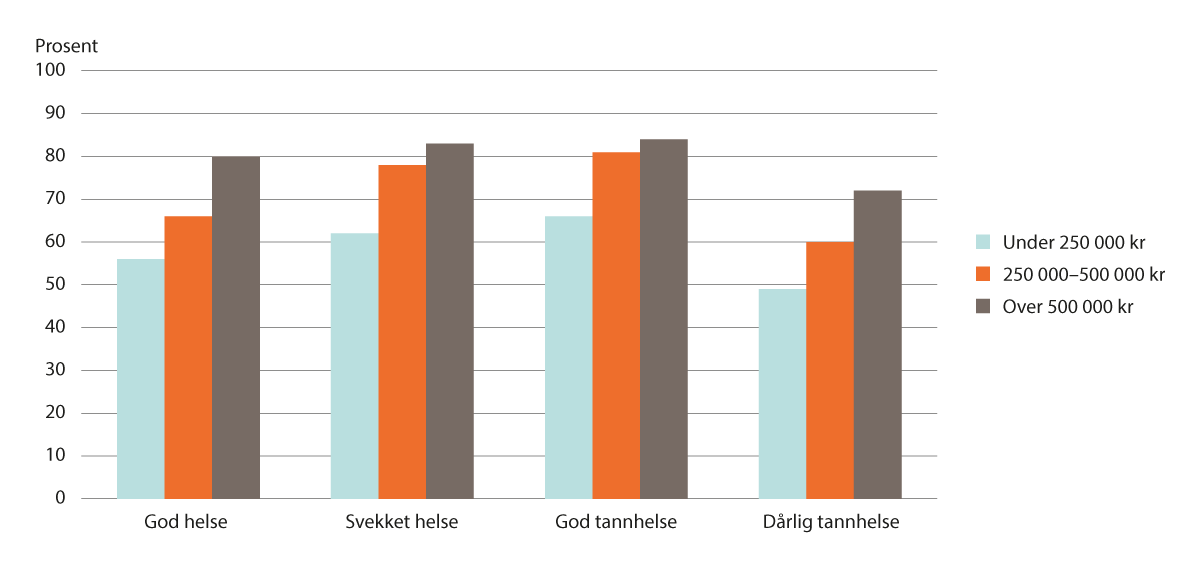 Prosent
100
90
80
70
60
50
40
30
20
10
0
God helse
Svekket helse
God tannhelse
Dårlig tannhelse
Under 250 000 kr
250 000–500 000 kr
Over 500 000 kr